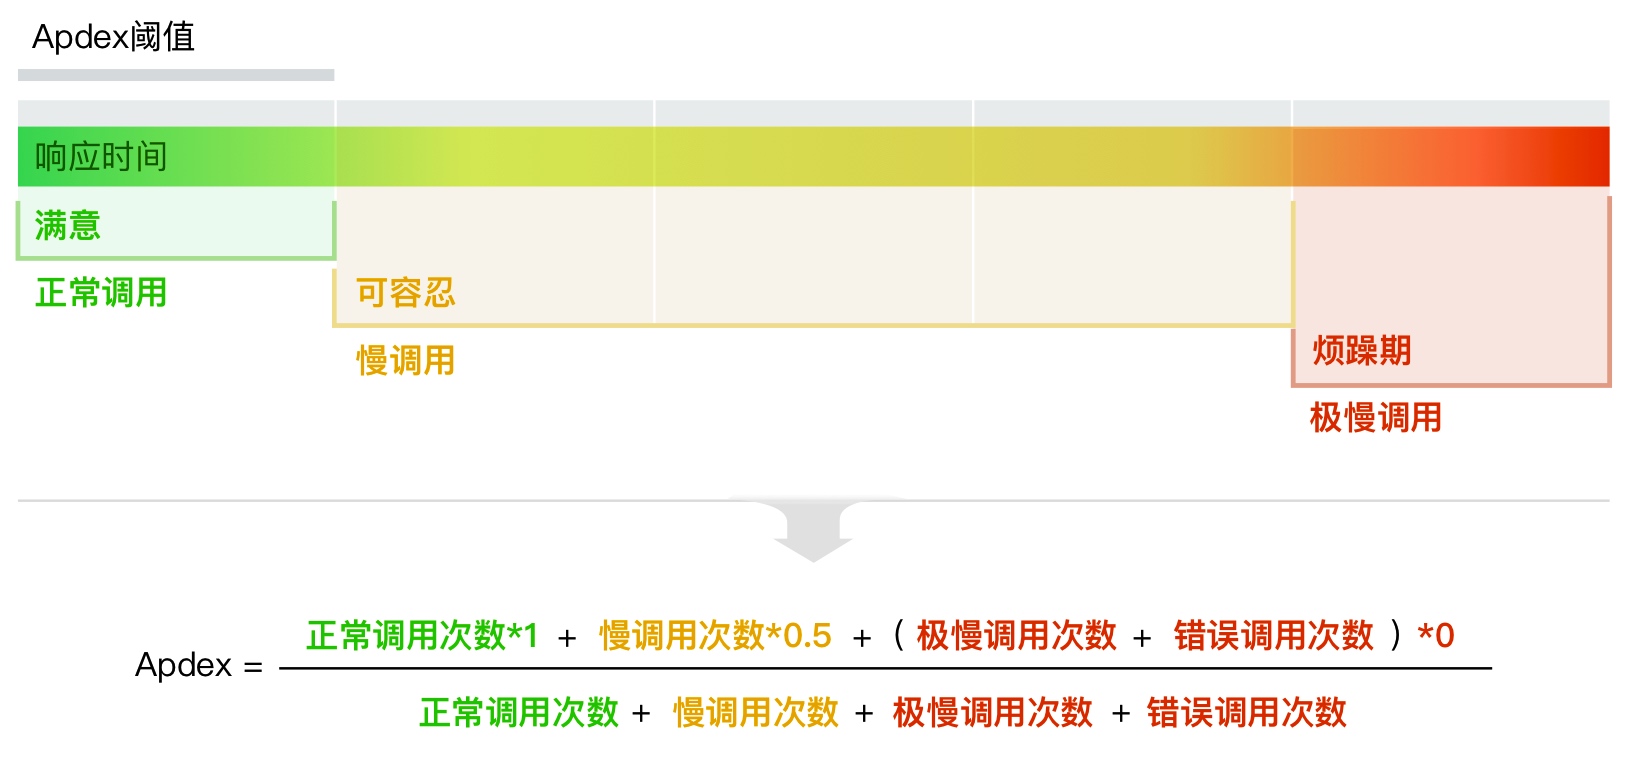 Apdex阈值
响应时间
满意
正常调用
可容忍
慢调用
烦躁期
极慢调用
正常调用次数*1 + 慢调用次数*0.5 + ( 极慢调用次数 + 错误调用次数 ) *0
Apdex =
正常调用次数 + 慢调用次数 + 极慢调用次数 + 错误调用次数